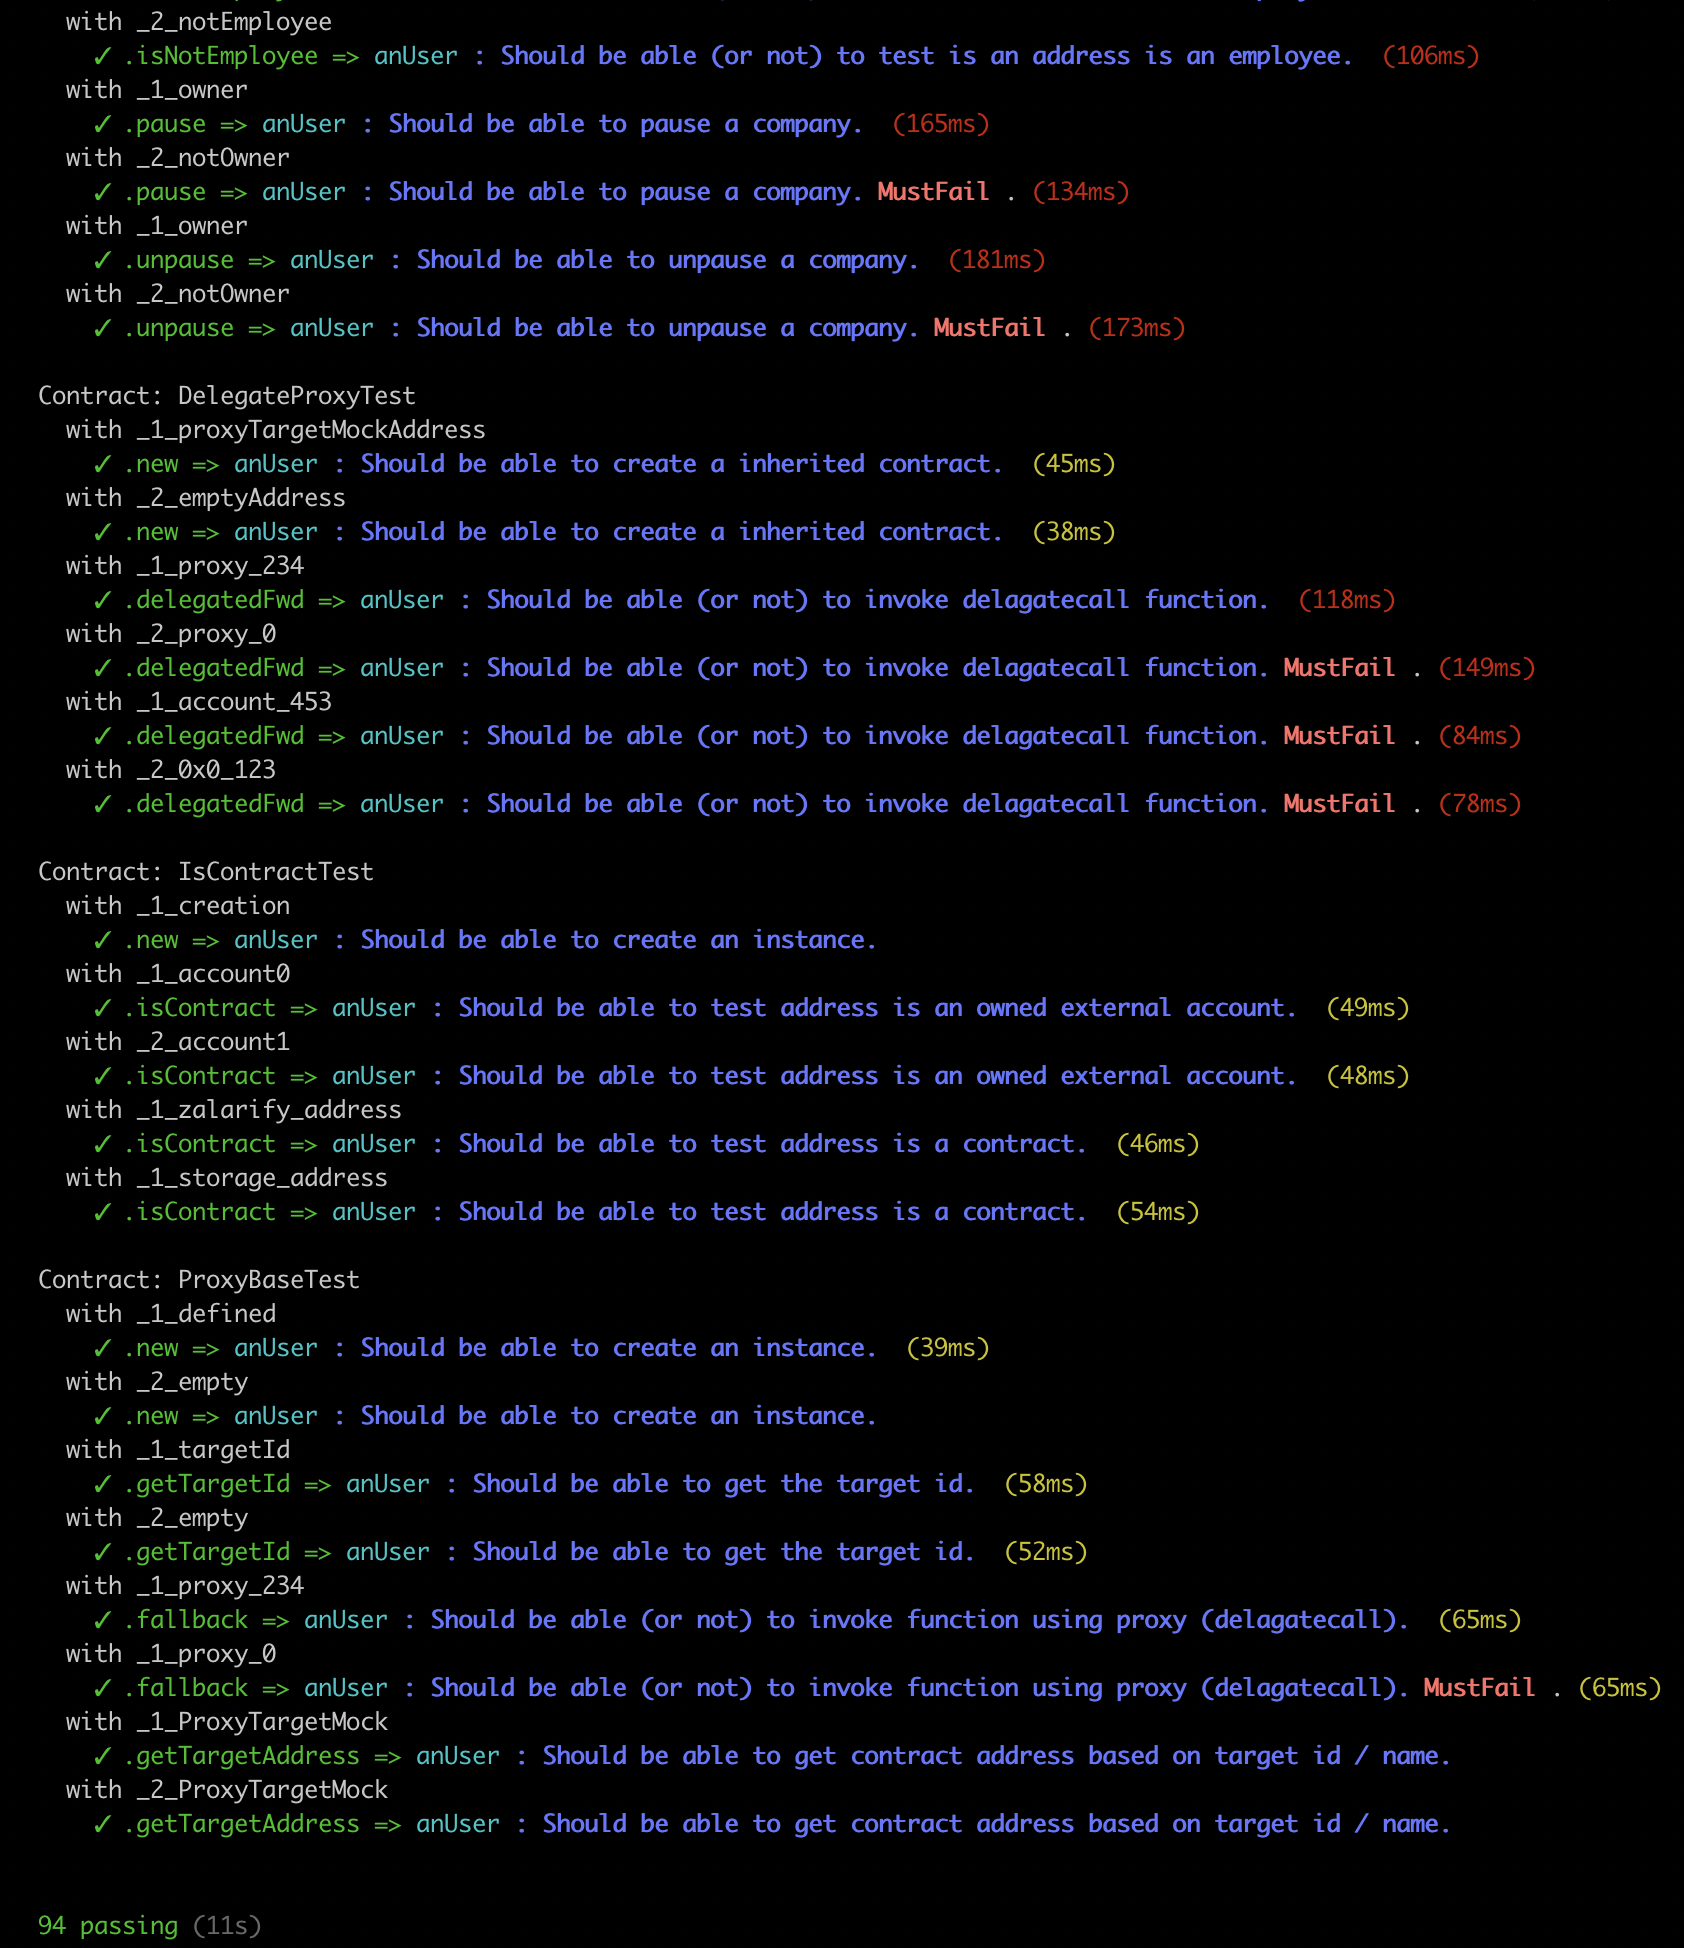 with _2_notEmployee
✓ .isNotEmployee => anUser : Should be able (or not) to test is an address is an employee.  (106ms)
with _1_owner
✓ .pause => anUser : Should be able to pause a company.  (165ms)
with _2_notOwner
✓ .pause => anUser : Should be able to pause a company. MustFail . (134ms)
with _1_owner
✓ .unpause => anUser : Should be able to unpause a company.  (181ms)
with _2_notOwner
✓ .unpause => anUser : Should be able to unpause a company. MustFail . (173ms)
Contract: DelegateProxyTest
with _1_proxyTargetMockAddress
✓ .new => anUser : Should be able to create a inherited contract.  (45ms)
with _2_emptyAddress
✓ .new => anUser : Should be able to create a inherited contract.  (38ms)
with _1_proxy_234
✓ .delegatedFwd => anUser : Should be able (or not) to invoke delagatecall function.  (118ms)
with _2_proxy_0
✓ .delegatedFwd => anUser : Should be able (or not) to invoke delagatecall function. MustFail . (149ms)
with _1_account_453
✓ .delegatedFwd => anUser : Should be able (or not) to invoke delagatecall function. MustFail . (84ms)
with _2_0x0_123
✓ .delegatedFwd => anUser : Should be able (or not) to invoke delagatecall function. MustFail . (78ms)
Contract: IsContractTest
with _1_creation
✓ .new => anUser : Should be able to create an instance.
with _1_account0
✓ .isContract => anUser : Should be able to test address is an owned external account.  (49ms)
with _2_account1
✓ .isContract => anUser : Should be able to test address is an owned external account.  (48ms)
with _1_zalarify_address
✓ .isContract => anUser : Should be able to test address is a contract.  (46ms)
with _1_storage_address
✓ .isContract => anUser : Should be able to test address is a contract.  (54ms)
Contract: ProxyBaseTest
with _1_defined
✓ .new => anUser : Should be able to create an instance.  (39ms)
with _2_empty
✓ .new => anUser : Should be able to create an instance.
with _1_targetId
✓ .getTargetId => anUser : Should be able to get the target id.  (58ms)
with _2_empty
✓ .getTargetId => anUser : Should be able to get the target id.  (52ms)
with _1_proxy_234
✓ .fallback => anUser : Should be able (or not) to invoke function using proxy (delagatecall).  (65ms)
with _1_proxy_0
✓ .fallback => anUser : Should be able (or not) to invoke function using proxy (delagatecall). MustFail . (65ms)
with _1_ProxyTargetMock
✓ .getTargetAddress => anUser : Should be able to get contract address based on target id / name.
with _2_ProxyTargetMock
✓ .getTargetAddress => anUser : Should be able to get contract address based on target id / name.
94 passing (11s)